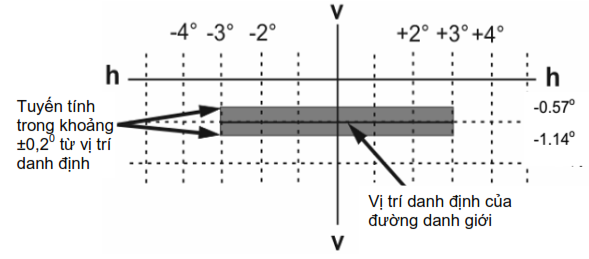 v
-4° -3° -2° +2° +3° +4°
h h
Tuyến tính
trong khoảng
±0,2⁰ từ vị trí
danh định
-0.57°
-1.14°
Vị trí danh định của
đường danh giới
v